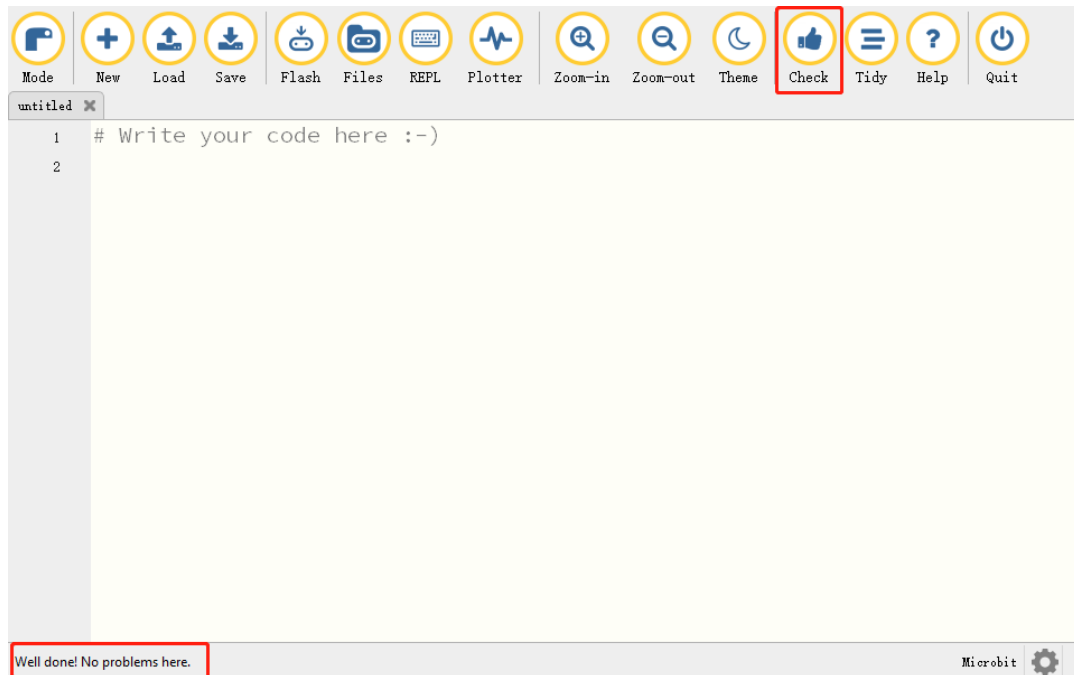 Mode New Load Save Flash Files REPL Plotter Zoom-in Zoom-out Theme Check Tidy Help Quit
untitled
1 # Write your code here :-)
2
Well done! No problems here. Microbit